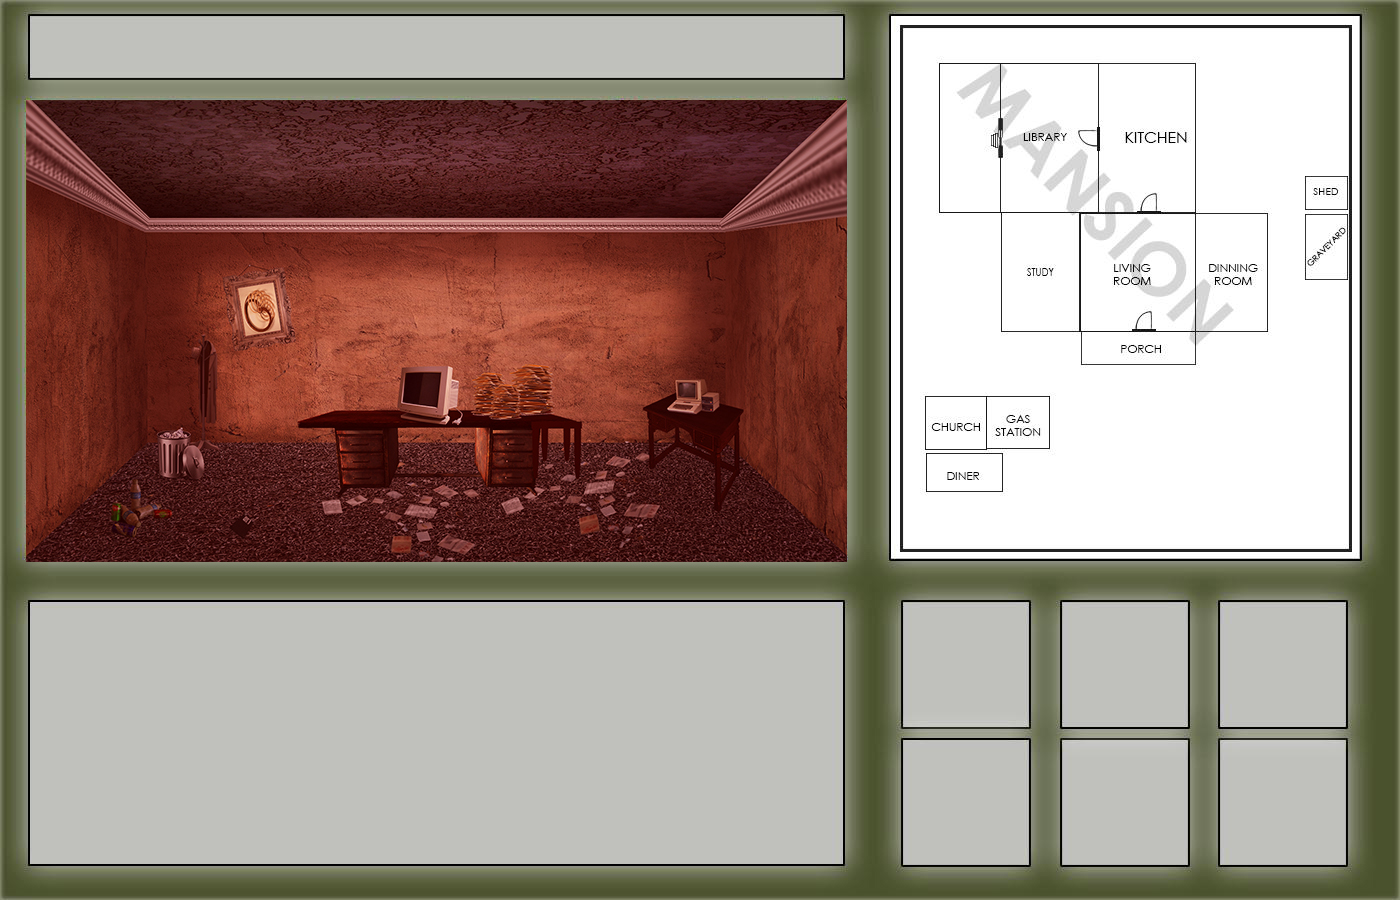 MANSION
LIBRARY
KITCHEN
SHED
GRAVEYARD
STUDY
LIVING
ROOM
DINNING
ROOM
PORCH
CHURCH
GAS
STATION
DINER